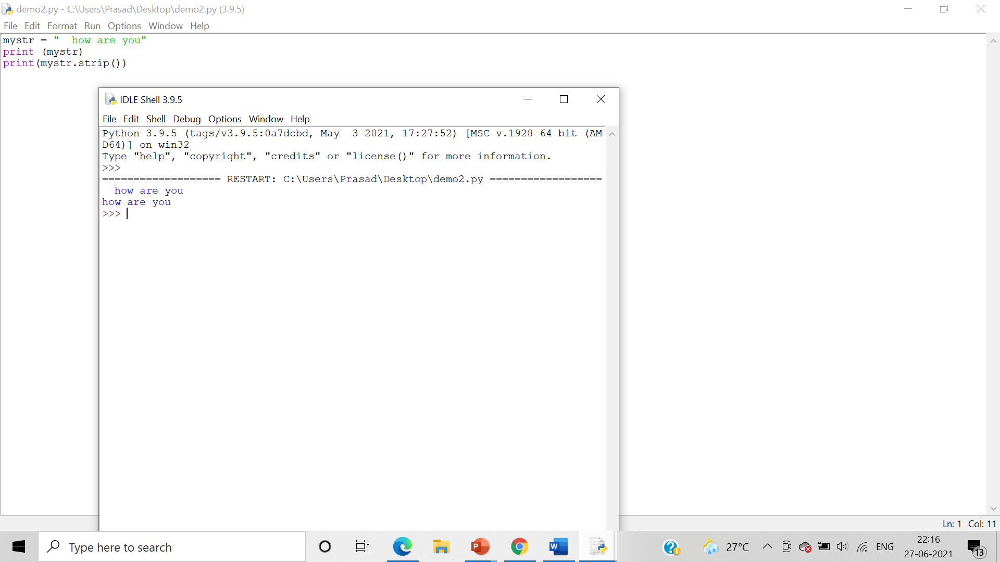 demo2.py - C:\Users\Prasad\Desktop\demo2.py (3.9.5)
File Edit Format Run Options Window Help
mystr = "  how are you"
print (mystr)
print(mystr.strip())
IDLE Shell 3.9.5
File Edit Shell Debug Options Window Help
Python 3.9.5 (tags/v3.9.5:0a7dcbd, May  3 2021, 17:27:52) [MSC v.1928 64 bit (AM
D64)] on win32
Type "help", "copyright", "credits" or "license()" for more information.
>>>
=================== RESTART: C:\Users\Prasad\Desktop\demo2.py ==================
  how are you
how are you
>>>
Ln: 1 Col: 11
Type here to search
P
W
27°C
ENG
22:16
27-06-2021
13